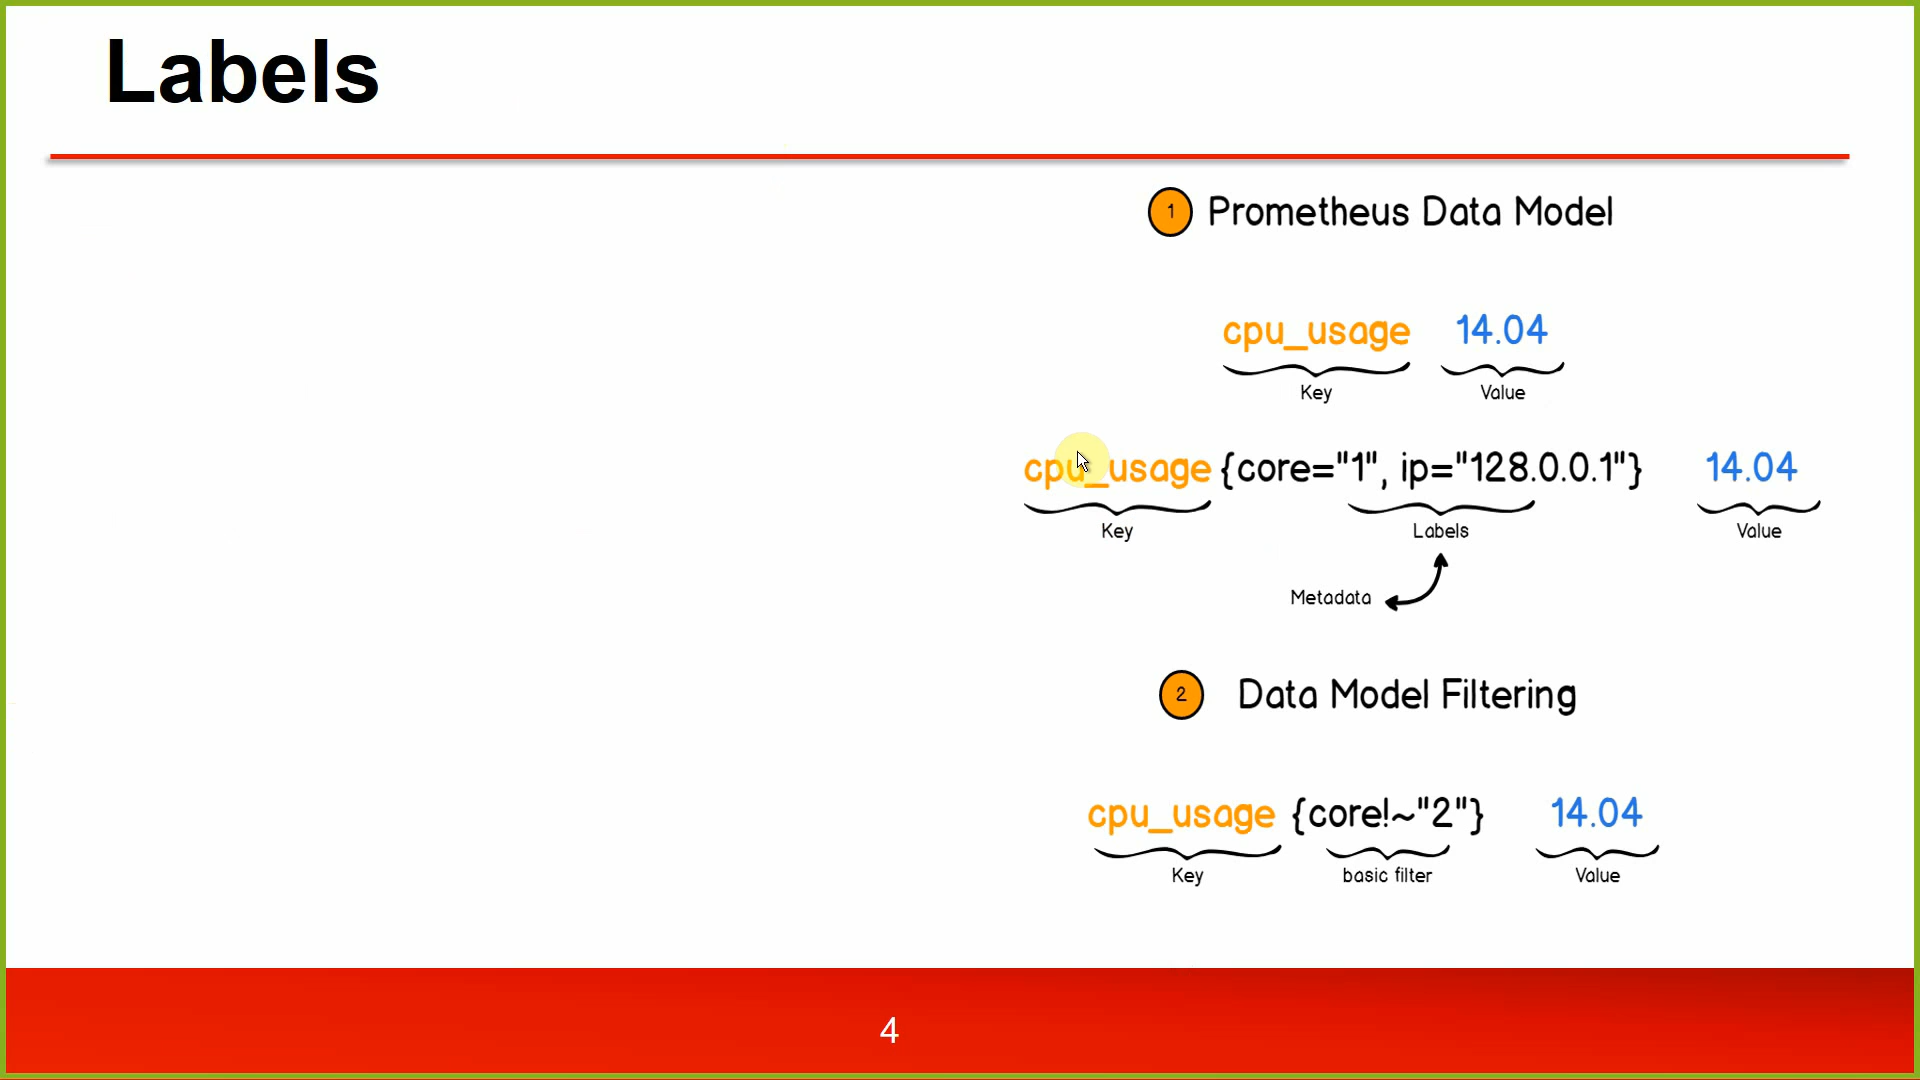 Labels
1 Prometheus Data Model
cpu_usage 14.04
Key Value
cpu_usage {core="1", ip="128.0.0.1"} 14.04
Key Labels Value
Metadata
2 Data Model Filtering
cpu_usage {core!~"2"} 14.04
Key basic filter Value
4